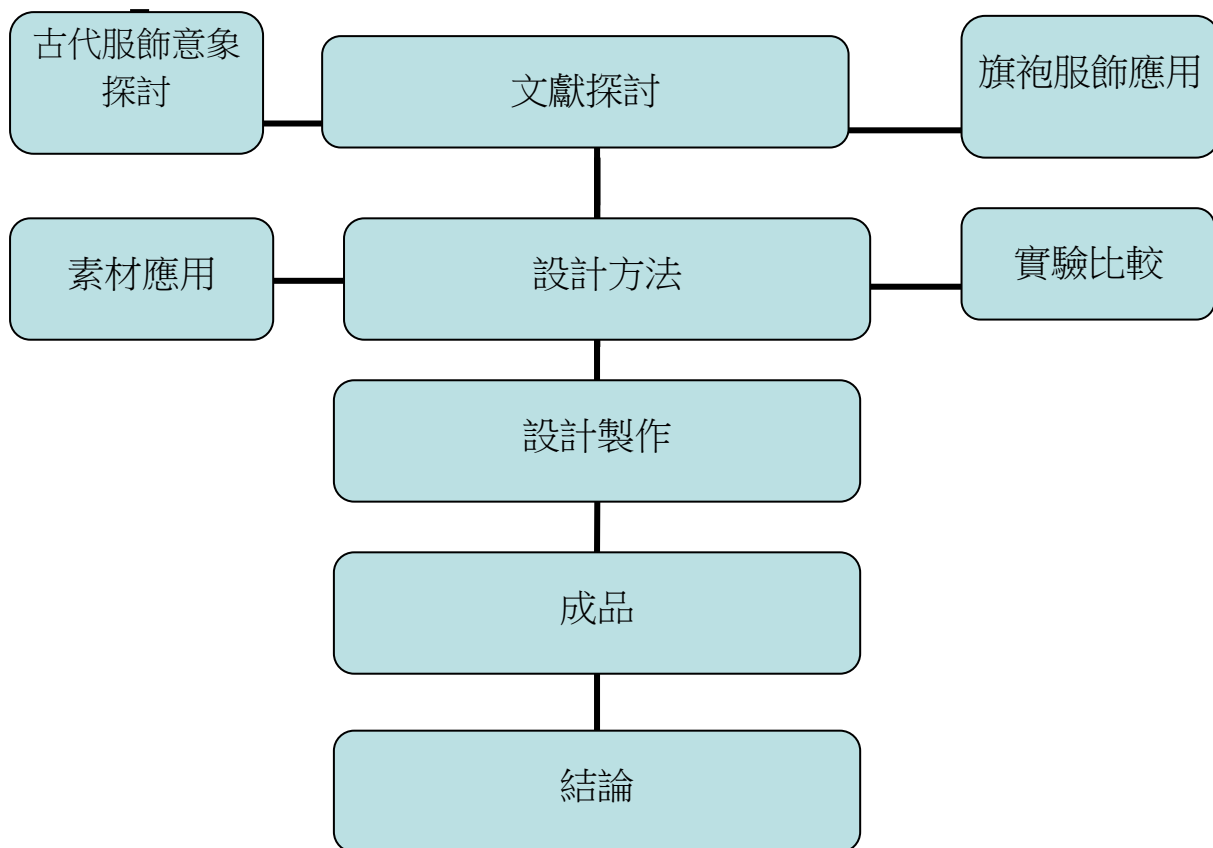 古代服飾意象
探討
文獻探討
旗袍服飾應用
素材應用
設計方法
實驗比較
設計製作
成品
結論